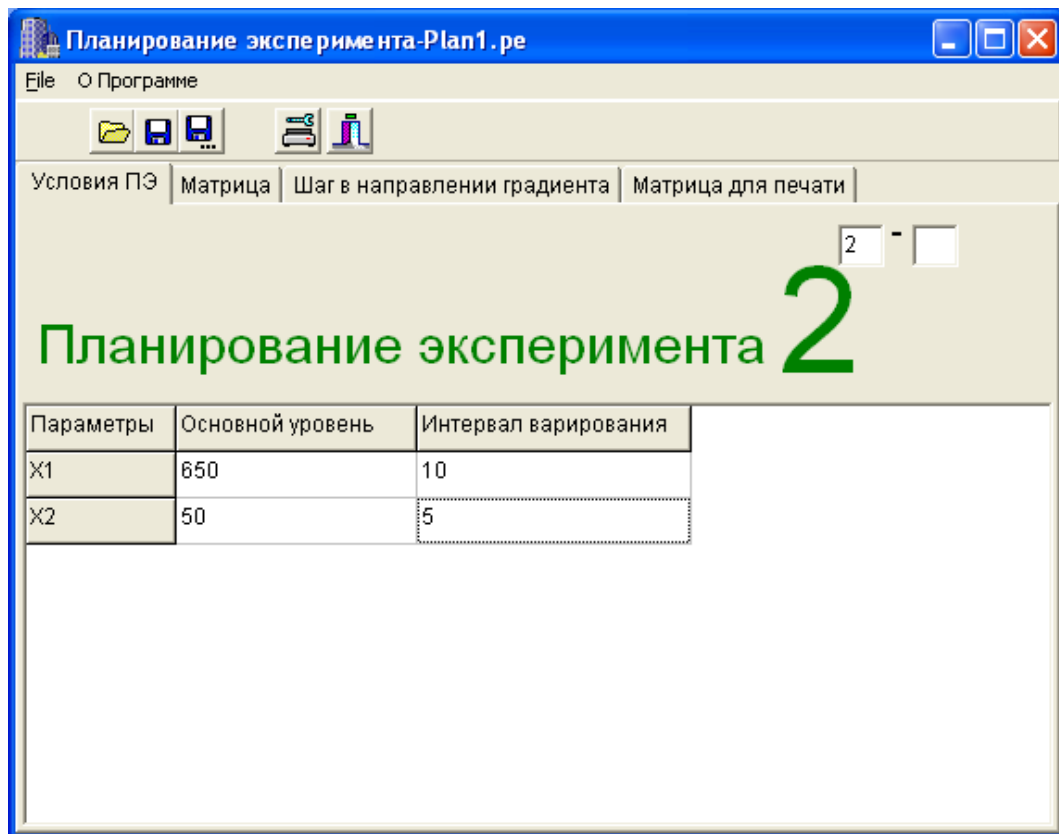 Планирование эксперимента-Plan1.pe
File О Программе
Условия ПЭ Матрица Шаг в направлении градиента Матрица для печати
2 -
Планирование эксперимента 2
Параметры Основной уровень Интервал варирования
X1 650 10
X2 50 5